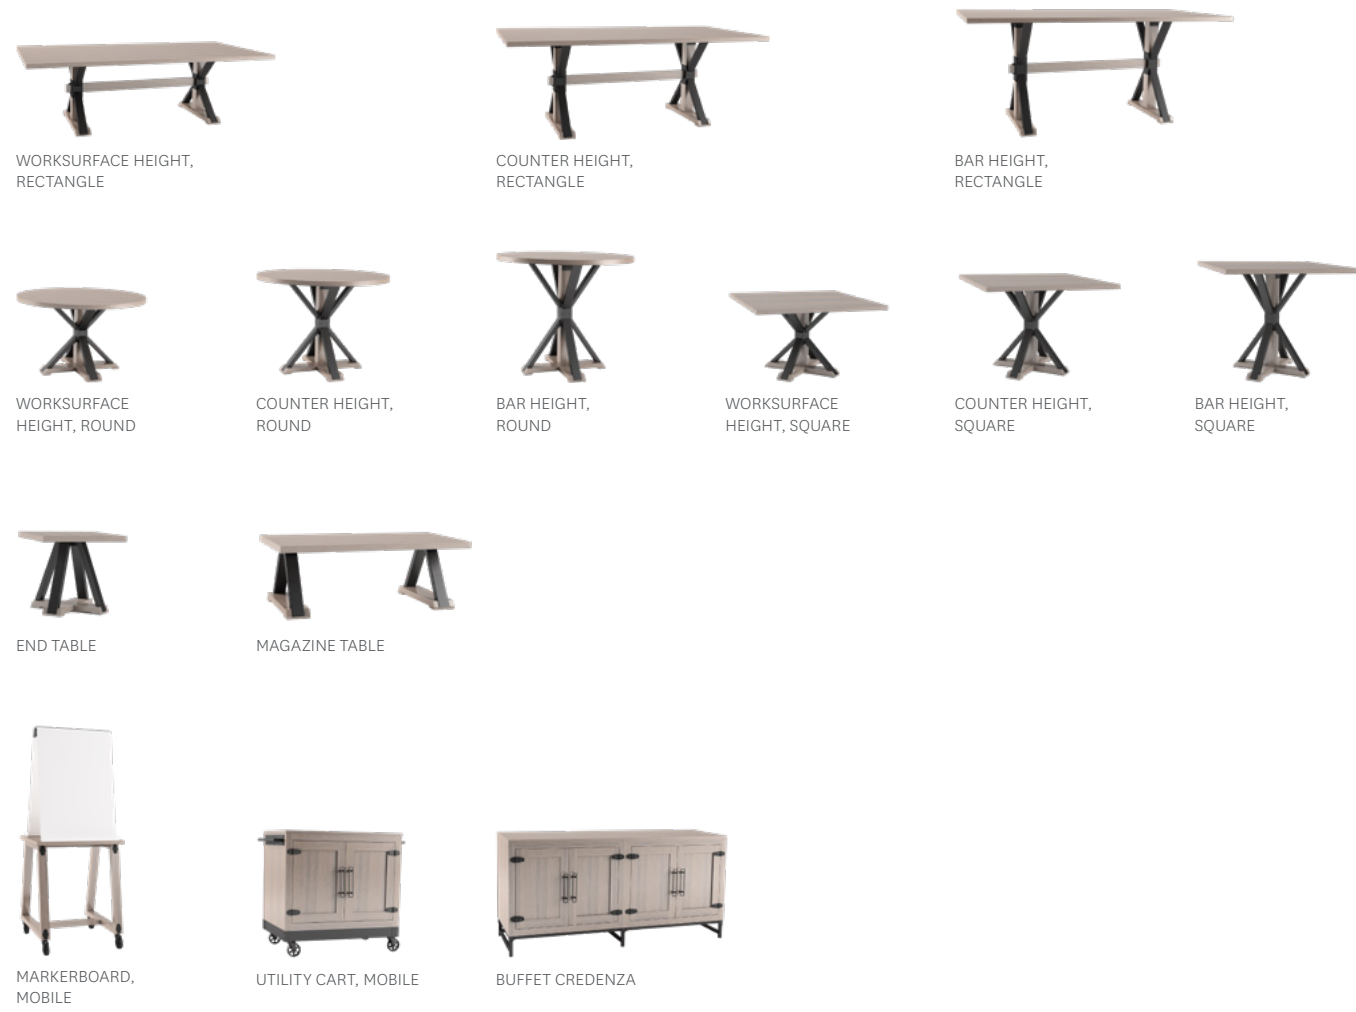 WORKSURFACE HEIGHT,
RECTANGLE
COUNTER HEIGHT,
RECTANGLE
BAR HEIGHT,
RECTANGLE
WORKSURFACE
HEIGHT, ROUND
COUNTER HEIGHT,
ROUND
BAR HEIGHT,
ROUND
WORKSURFACE
HEIGHT, SQUARE
COUNTER HEIGHT,
SQUARE
BAR HEIGHT,
SQUARE
END TABLE
MAGAZINE TABLE
MARKERBOARD,
MOBILE
UTILITY CART, MOBILE
BUFFET CREDENZA